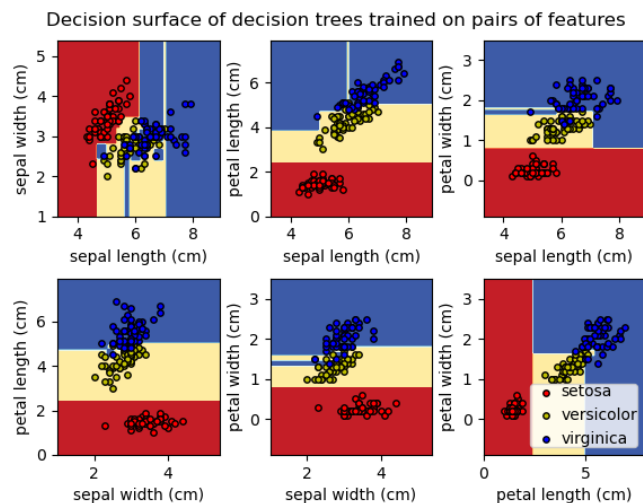 Decision surface of decision trees trained on pairs of features
sepal width (cm)
5
4
3
2
1
4 6 8
sepal length (cm)
petal length (cm)
6
4
2
0
4 6 8
sepal length (cm)
petal width (cm)
3
2
1
0
4 6 8
sepal length (cm)
petal length (cm)
6
4
2
0
2 4
sepal width (cm)
petal width (cm)
3
2
1
0
2 4
sepal width (cm)
petal width (cm)
3
2
1
0
0 2 4 6
petal length (cm)
setosa
versicolor
virginica